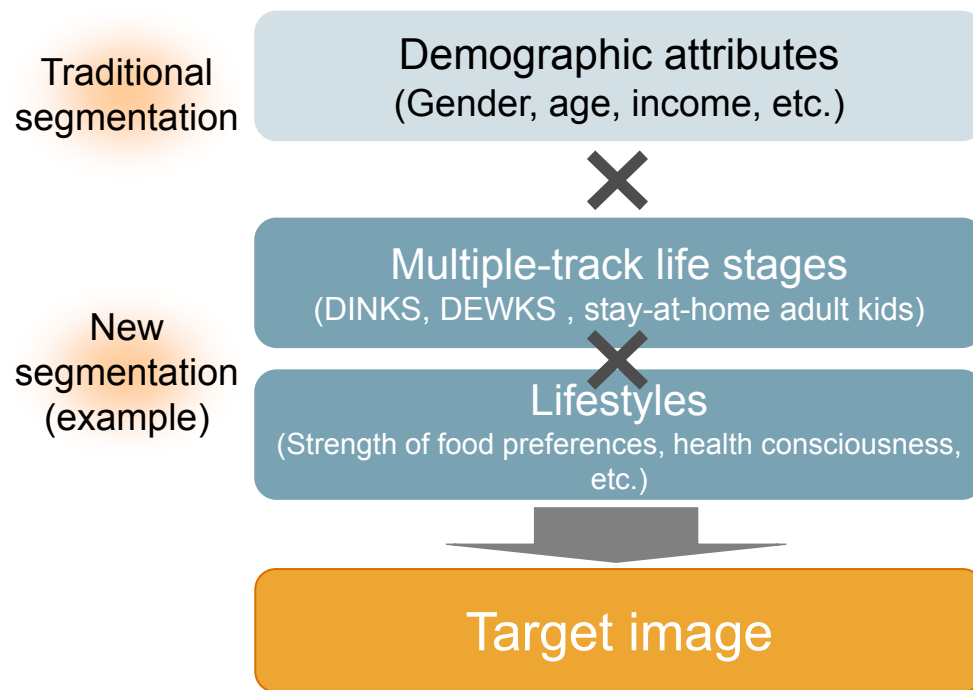 Traditional
segmentation
Demographic attributes
(Gender, age, income, etc.)
Multiple-track life stages
(DINKS, DEWKS , stay-at-home adult kids)
New
segmentation
(example)
Lifestyles
(Strength of food preferences, health consciousness,
etc.)
Target image